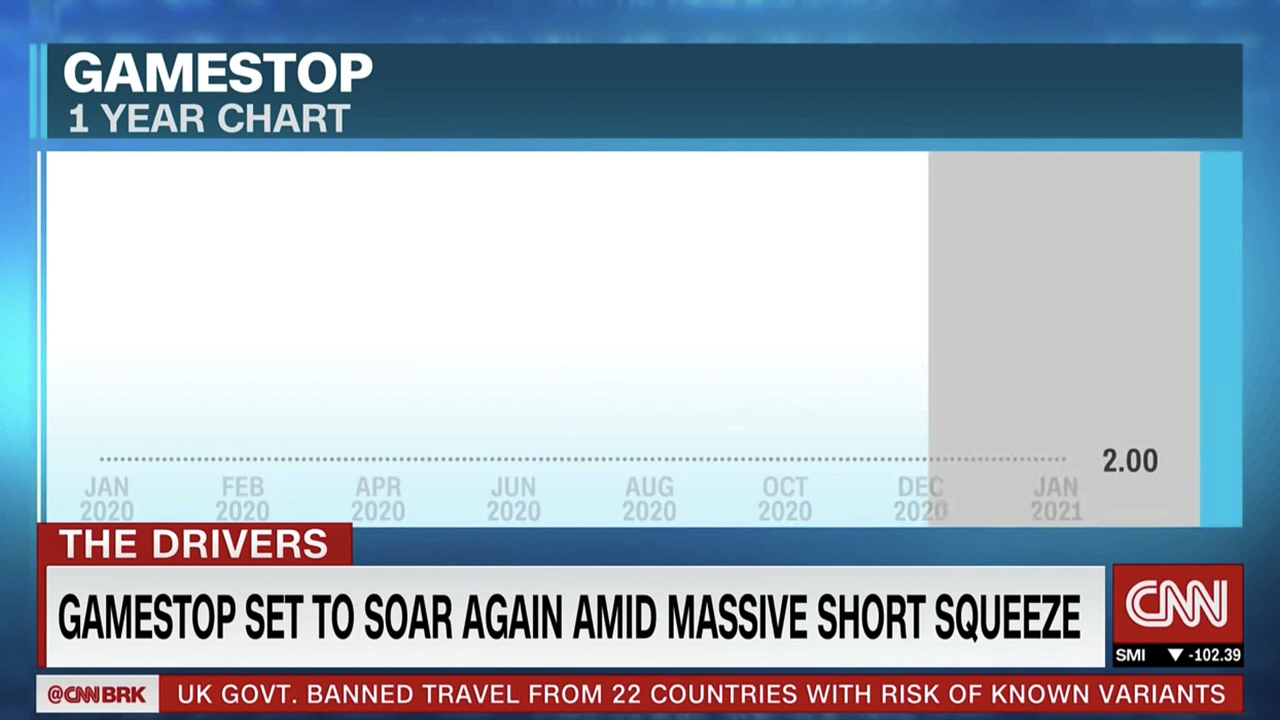 GAMESTOP
1 YEAR CHART
2.00
JAN FEB APR JUN AUG OCT DEC JAN
2020 2020 2020 2020 2020 2020 2020 2021
THE DRIVERS
GAMESTOP SET TO SOAR AGAIN AMID MASSIVE SHORT SQUEEZE
CNN
SMI ▼ -102.39
@CNNBRK UK GOVT. BANNED TRAVEL FROM 22 COUNTRIES WITH RISK OF KNOWN VARIANTS